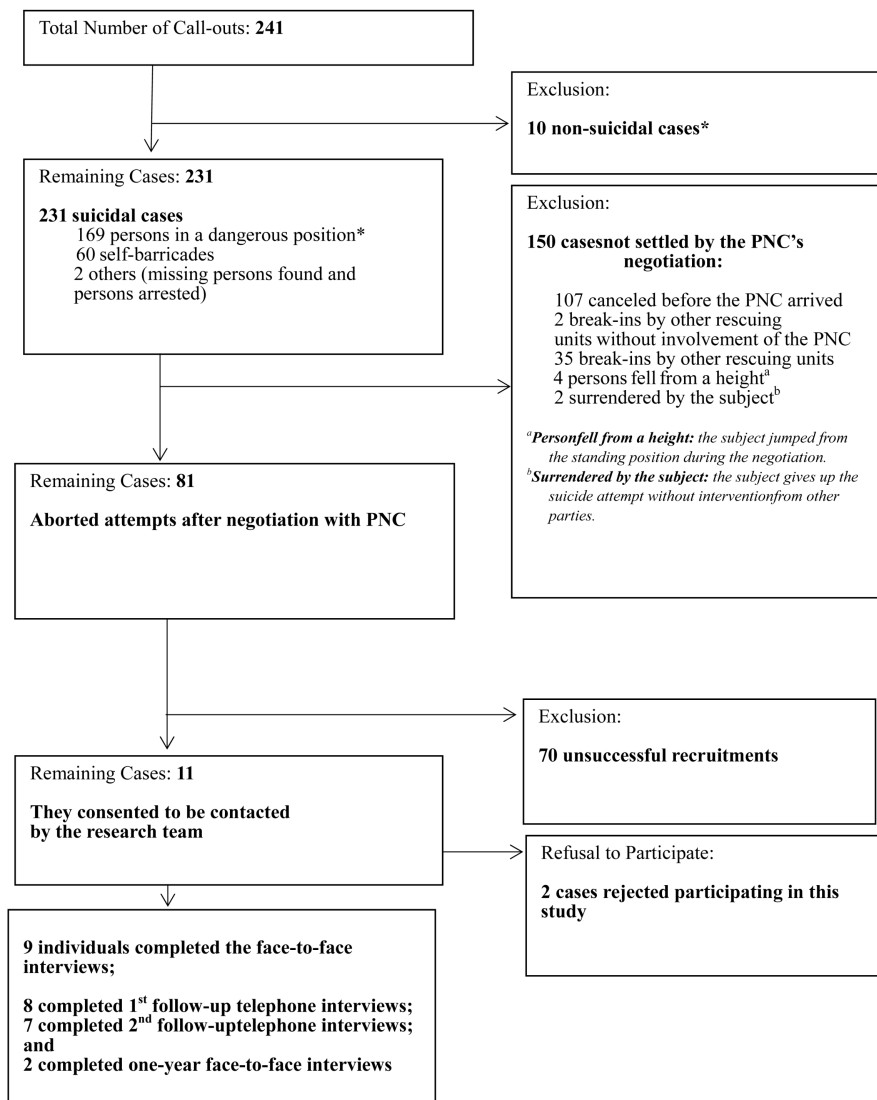 Total Number of Call-outs: 241
Exclusion:
10 non-suicidal cases*
Remaining Cases: 231
231 suicidal cases
169 persons in a dangerous position*
60 self-barricades
2 others (missing persons found and
persons arrested)
Exclusion:
150 casesnot settled by the PNC's
negotiation:
107 canceled before the PNC arrived
2 break-ins by other rescuing
units without involvement of the PNC
35 break-ins by other rescuing units
4 persons fell from a heightᵃ
2 surrendered by the subjectᵇ
ᵃPersonfell from a height: the subject jumped from
the standing position during the negotiation.
ᵇSurrendered by the subject: the subject gives up the
suicide attempt without interventionfrom other
parties.
Remaining Cases: 81
Aborted attempts after negotiation with PNC
Exclusion:
70 unsuccessful recruitments
Remaining Cases: 11
They consented to be contacted
by the research team
Refusal to Participate:
2 cases rejected participating in this
study
9 individuals completed the face-to-face
interviews;
8 completed 1ˢᵗ follow-up telephone interviews;
7 completed 2ⁿᵈ follow-uptelephone interviews;
and
2 completed one-year face-to-face interviews